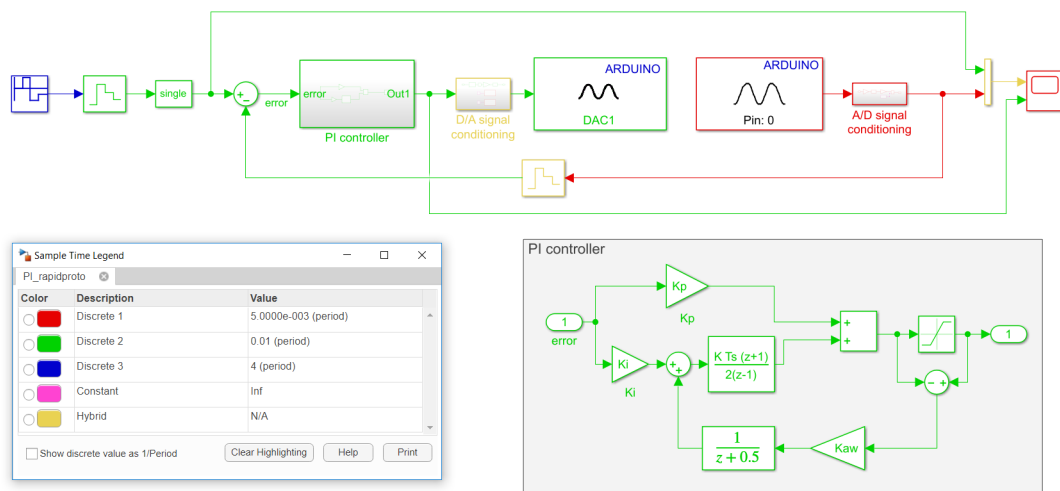 ARDUINO
ARDUINO
single
error
error
Out1
PI controller
D/A signal
conditioning
DAC1
Pin: 0
A/D signal
conditioning
Sample Time Legend
PI_rapidproto
Color Description Value
Discrete 1 5.0000e-003 (period)
Discrete 2 0.01 (period)
Discrete 3 4 (period)
Constant Inf
Hybrid N/A
Show discrete value as 1/Period
Clear Highlighting
Help
Print
PI controller
Kp
Kp
1
error
Ki
Ki
K Ts (z+1)
2(z-1)
+
+
+
+
1
- +
1
z + 0.5
Kaw